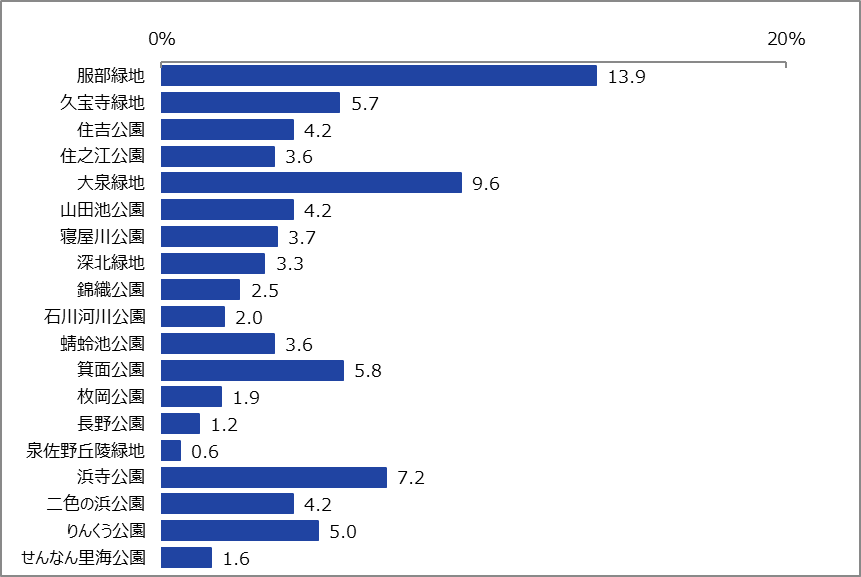 0% 20%
服部緑地 13.9
久宝寺緑地 5.7
住吉公園 4.2
住之江公園 3.6
大泉緑地 9.6
山田池公園 4.2
寝屋川公園 3.7
深北緑地 3.3
錦織公園 2.5
石川河川公園 2.0
蜻蛉池公園 3.6
箕面公園 5.8
枚岡公園 1.9
長野公園 1.2
泉佐野丘陵緑地 0.6
浜寺公園 7.2
二色の浜公園 4.2
りんくう公園 5.0
せんなん里海公園 1.6